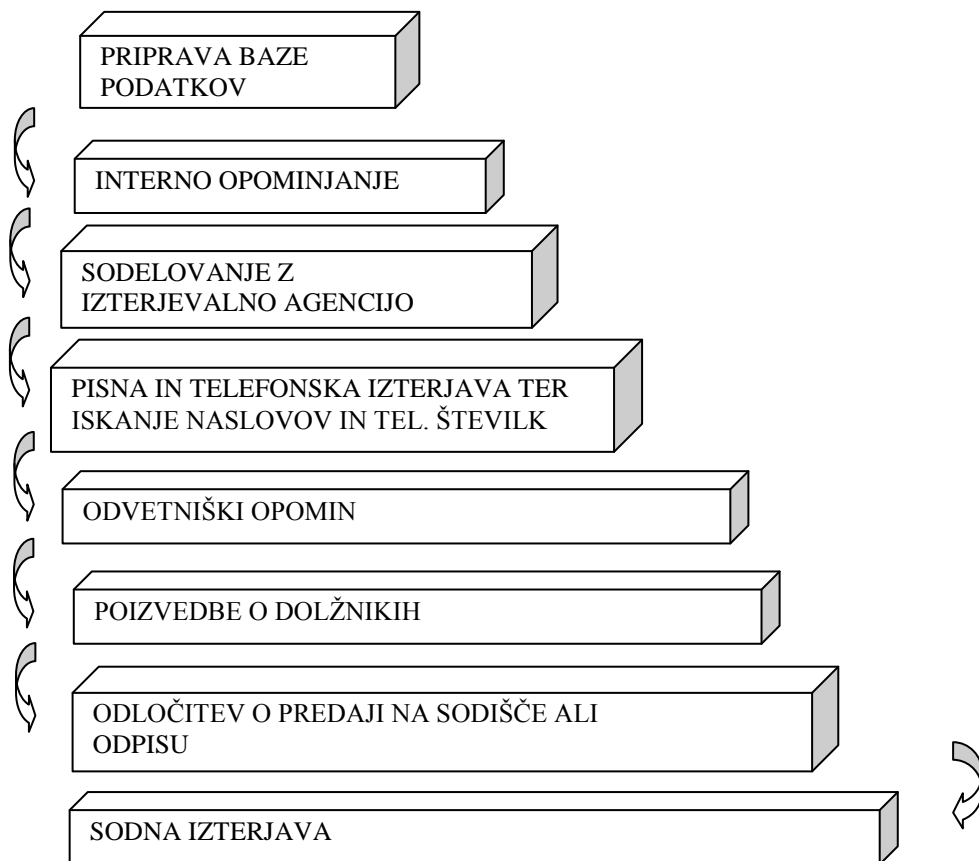 PRIPRAVA BAZE
PODATKOV
INTERNO OPOMINJANJE
SODELOVANJE Z
IZTERJEVALNO AGENCIJO
PISNA IN TELEFONSKA IZTERJAVA TER
ISKANJE NASLOVOV IN TEL. ŠTEVILK
ODVETNIŠKI OPOMIN
POIZVEDBE O DOLŽNIKIH
ODLOČITEV O PREDAJI NA SODIŠČE ALI
ODPISU
SODNA IZTERJAVA